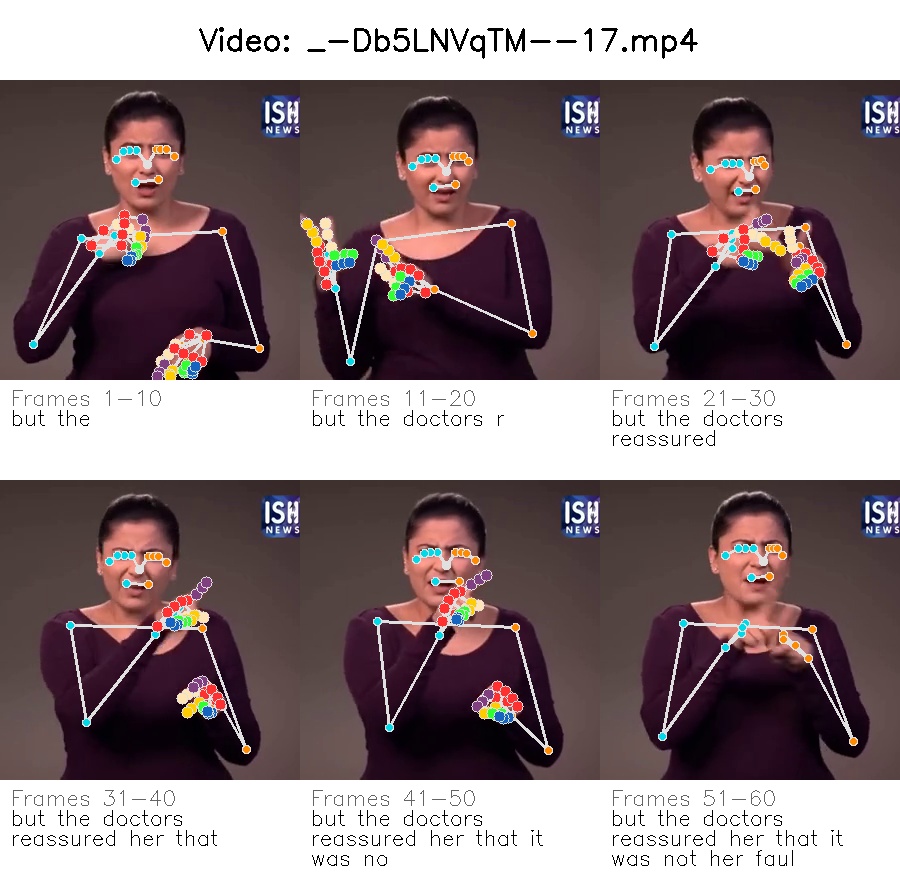 Video: _-Db5LNVqTM--17.mp4
ISH
NEWS
ISH
NEWS
ISH
NEWS
Frames 1-10
but the
Frames 11-20
but the doctors r
Frames 21-30
but the doctors
reassured
ISH
NEWS
ISH
NEWS
ISH
NEWS
Frames 31-40
but the doctors
reassured her that
Frames 41-50
but the doctors
reassured her that it
was no
Frames 51-60
but the doctors
reassured her that it
was not her faul